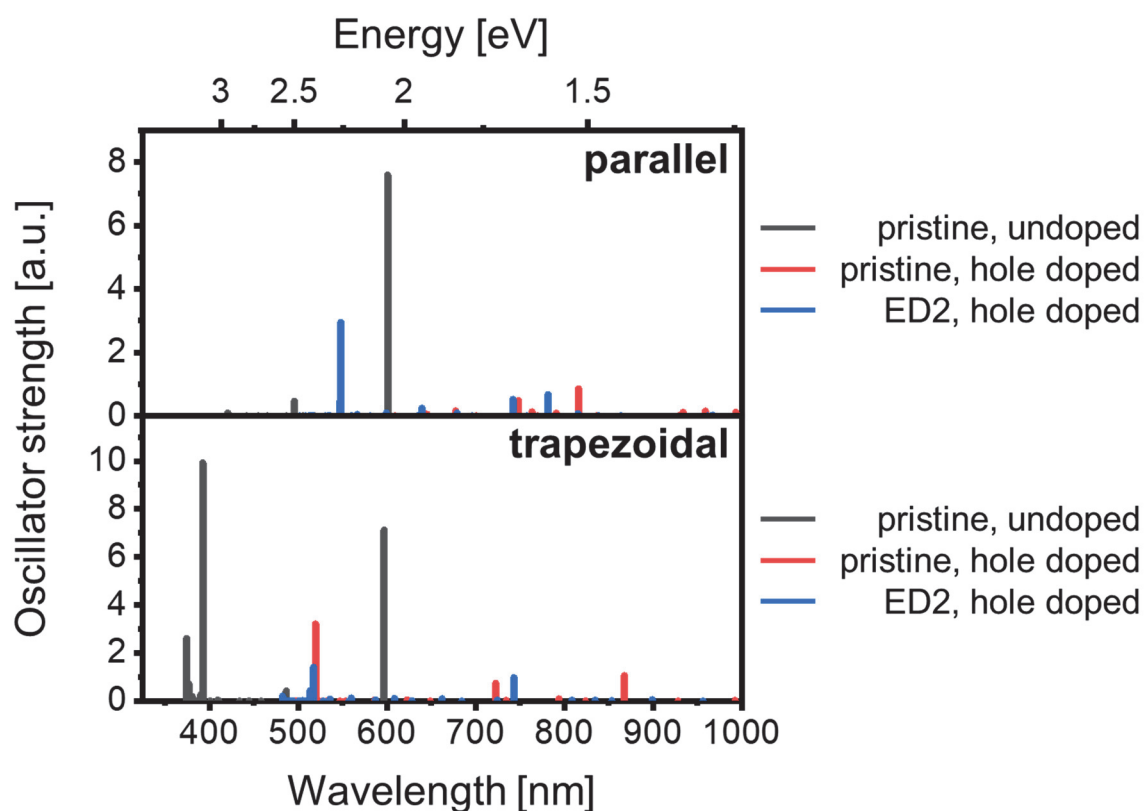 Energy [eV]
3 2.5 2 1.5
parallel
8
6
4
2
0
pristine, undoped
pristine, hole doped
ED2, hole doped
Oscillator strength [a.u.]
trapezoidal
10
8
6
4
2
0
pristine, undoped
pristine, hole doped
ED2, hole doped
400 500 600 700 800 900 1000
Wavelength [nm]